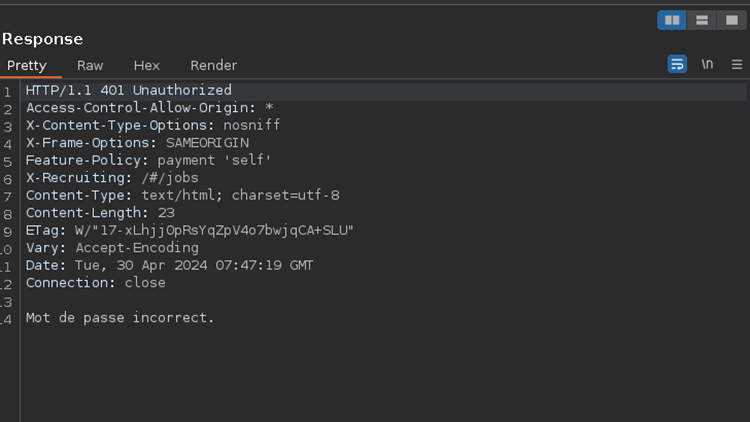 Response
Pretty Raw Hex Render
\n
1 HTTP/1.1 401 Unauthorized
2 Access-Control-Allow-Origin: *
3 X-Content-Type-Options: nosniff
4 X-Frame-Options: SAMEORIGIN
5 Feature-Policy: payment 'self'
6 X-Recruiting: /#/jobs
7 Content-Type: text/html; charset=utf-8
8 Content-Length: 23
9 ETag: W/"17-xLhjjOpRsYqZpV4o7bwjqCA+SLU"
10 Vary: Accept-Encoding
11 Date: Tue, 30 Apr 2024 07:47:19 GMT
12 Connection: close
13
14 Mot de passe incorrect.